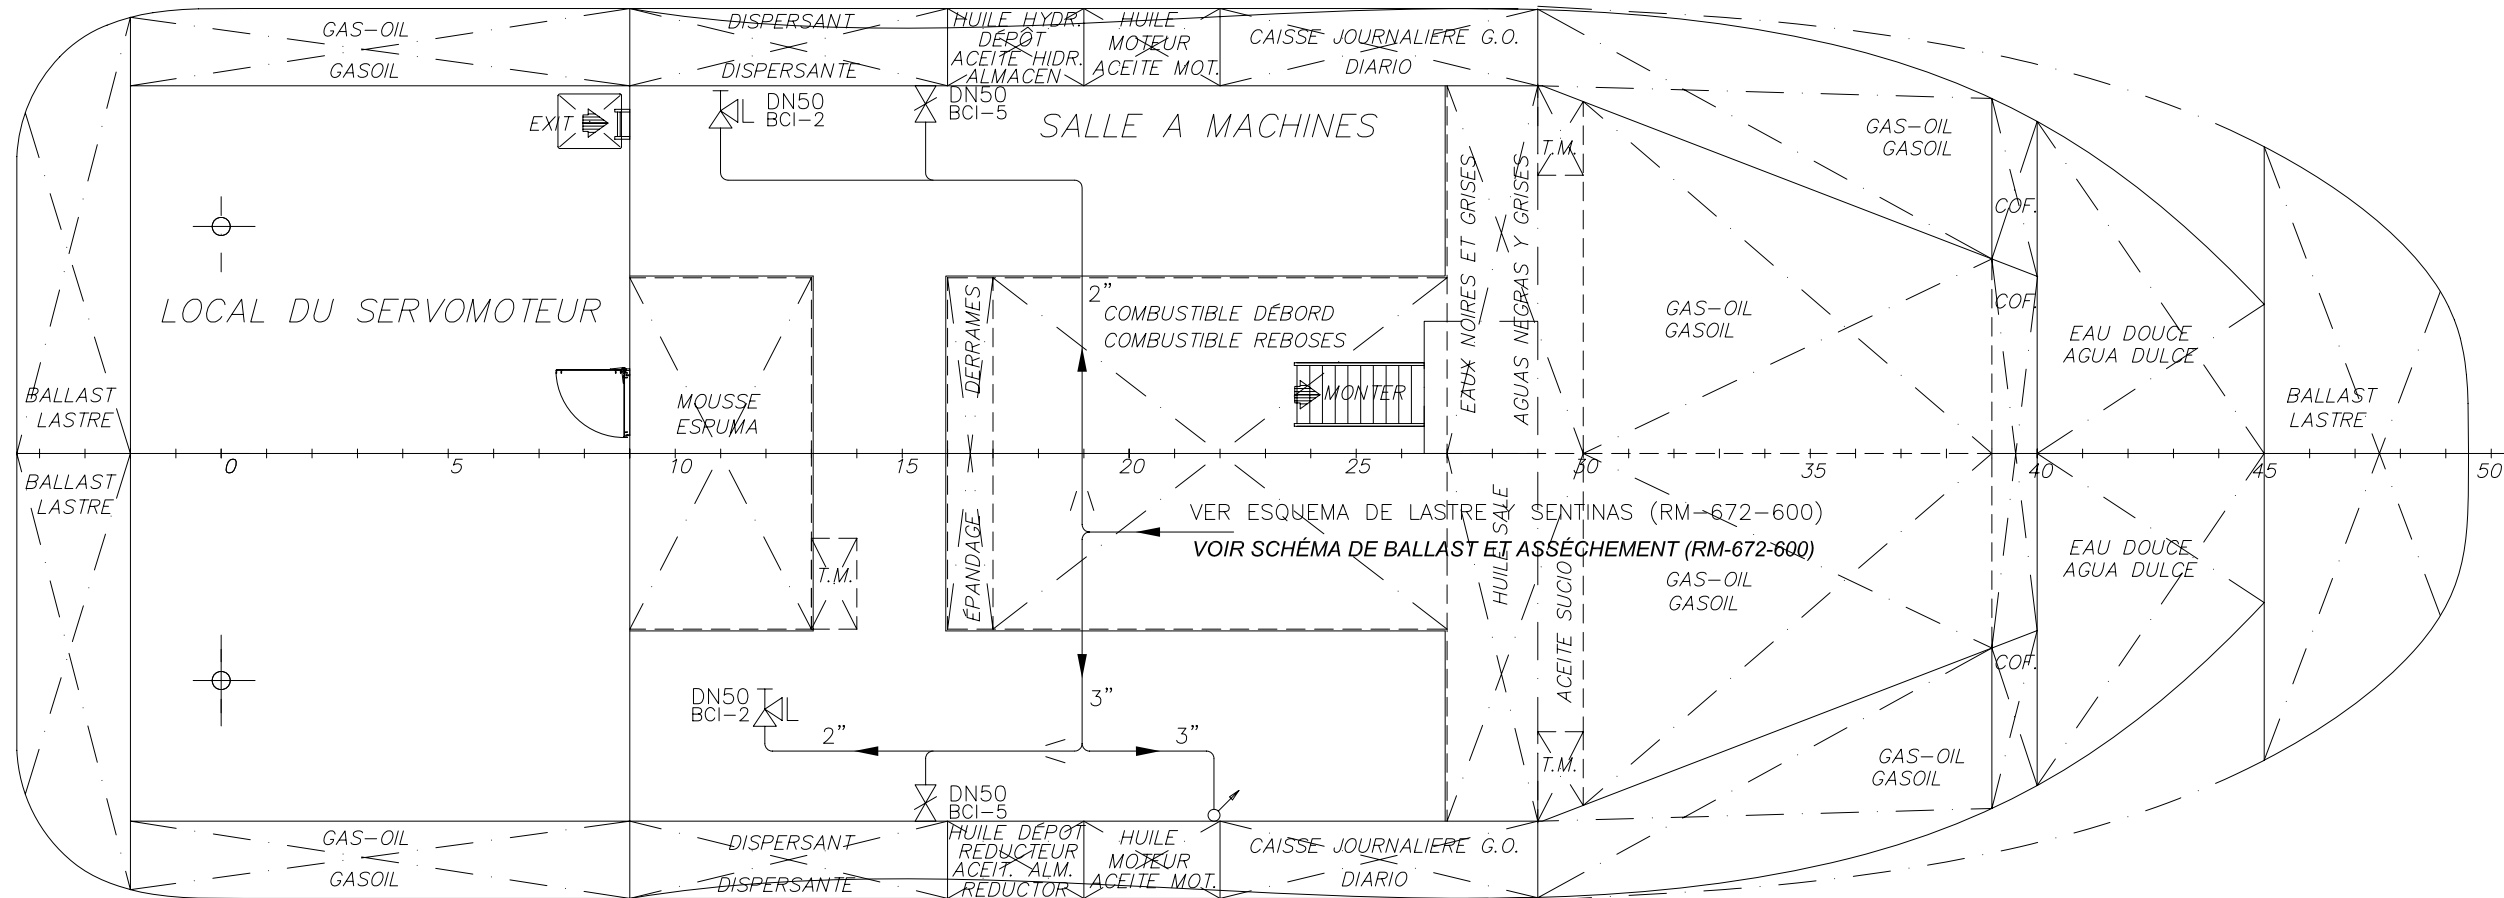 GAS-OIL
GASOIL
DISPERSANT
DISPERSANTE
HUILE HYDR.
DÉPÔT
ACEITE HIDR.
ALMACEN
HUILE
MOTEUR
ACEITE MOT.
CAISSE JOURNALIERE G.O.
DIARIO
EXIT
DN50
BCI-2
DN50
BCI-5
SALLE A MACHINES
T.M.
GAS-OIL
GASOIL
COF.
LOCAL DU SERVOMOTEUR
DERRAMES
2"
COMBUSTIBLE DÉBORD
COMBUSTIBLE REBOSES
EAUX NOIRES ET GRISES
AGUAS NEGRAS Y GRISES
GAS-OIL
GASOIL
COF.
EAU DOUCE
AGUA DULCE
BALLAST
LASTRE
MOUSSE
ESPUMA
MONTER
BALLAST
LASTRE
0 5 10 15 20 25 30 35 40 45 50
BALLAST
LASTRE
ÉPANDAGE
VER ESQUEMA DE LASTRE Y SENTINAS (RM-672-600)
VOIR SCHÉMA DE BALLAST ET ASSÉCHEMENT (RM-672-600)
HUILE SALE
ACEITE SUCIO
T.M.
GAS-OIL
GASOIL
EAU DOUCE
AGUA DULCE
COF.
DN50
BCI-2
2"
3"
3"
T.M.
GAS-OIL
GASOIL
DN50
BCI-5
GAS-OIL
GASOIL
DISPERSANT
DISPERSANTE
HUILE DÉPOT
REDUCTEUR
ACEIT. ALM.
REDUCTOR
HUILE
MOTEUR
ACEITE MOT.
CAISSE JOURNALIERE G.O.
DIARIO